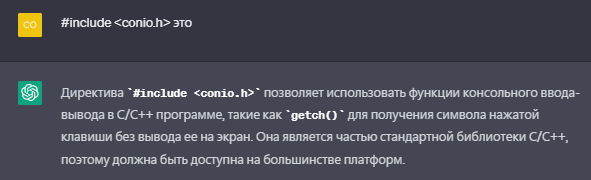 CO
#include <conio.h> это
Директива `#include <conio.h>` позволяет использовать функции консольного ввода-
вывода в C/C++ программе, такие как `getch()` для получения символа нажатой
клавиши без вывода ее на экран. Она является частью стандартной библиотеки C/C++,
поэтому должна быть доступна на большинстве платформ.